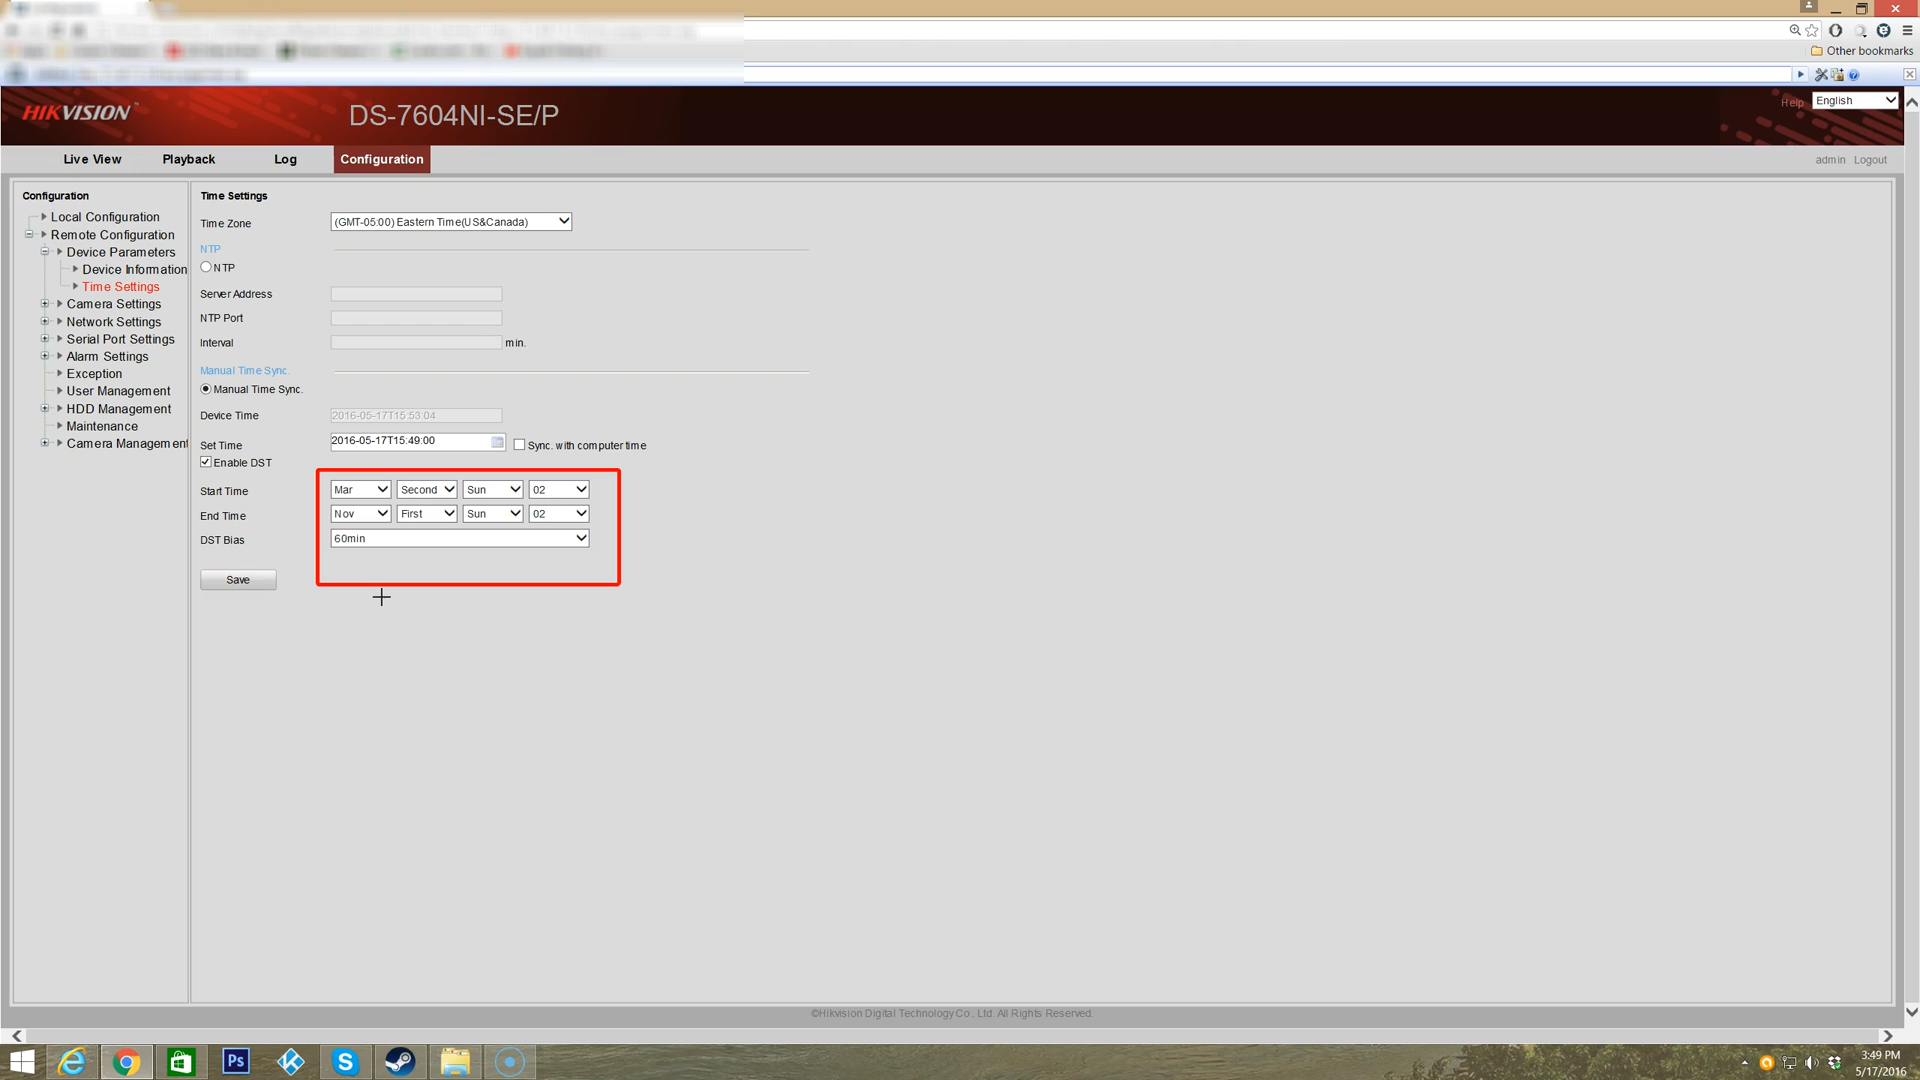 Other bookmarks
HIKVISION
DS-7604NI-SE/P
Help English
Live View Playback Log Configuration
admin Logout
Configuration
Local Configuration
Remote Configuration
Device Parameters
Device Information
Time Settings
Camera Settings
Network Settings
Serial Port Settings
Alarm Settings
Exception
User Management
HDD Management
Maintenance
Camera Management
Time Settings
Time Zone (GMT-05:00) Eastern Time(US&Canada)
NTP
NTP
Server Address
NTP Port
Interval min.
Manual Time Sync.
Manual Time Sync.
Device Time 2016-05-17T15:53:04
Set Time 2016-05-17T15:49:00 Sync. with computer time
Enable DST
Start Time Mar Second Sun 02
End Time Nov First Sun 02
DST Bias 60min
Save
©Hikvision Digital Technology Co., Ltd. All Rights Reserved.
Ps
3:49 PM
5/17/2016